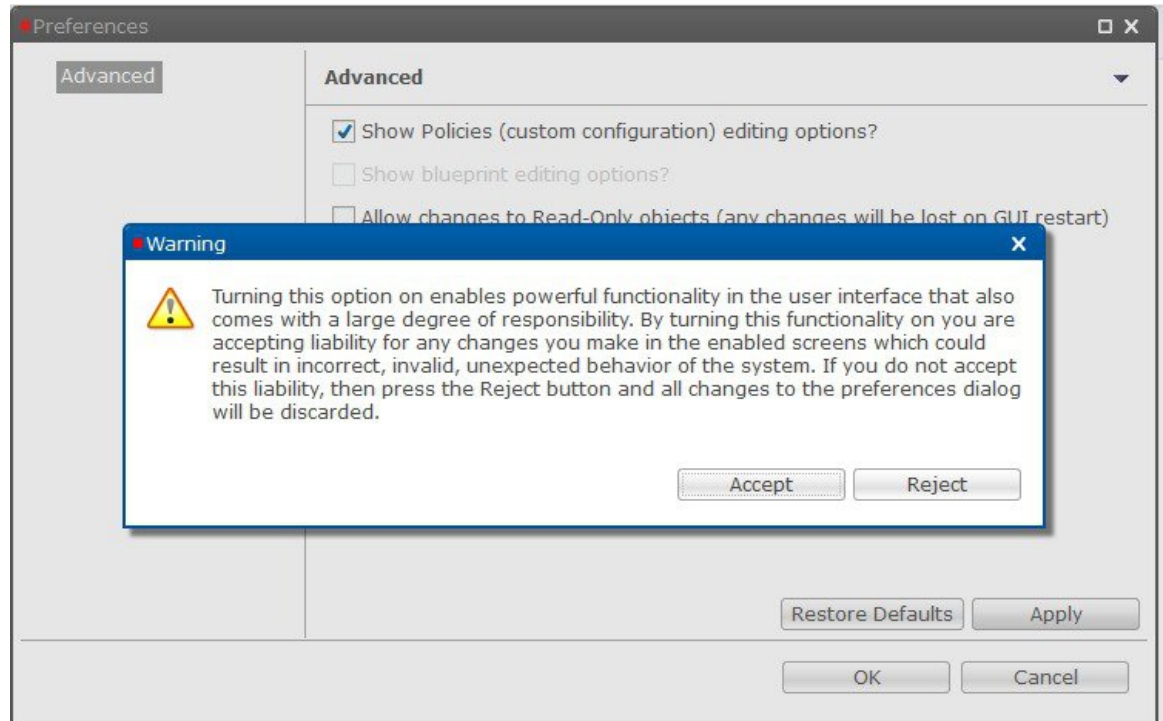 Preferences
Advanced
Advanced
Show Policies (custom configuration) editing options?
Show blueprint editing options?
Allow changes to Read-Only objects (any changes will be lost on GUI restart)
Warning
Turning this option on enables powerful functionality in the user interface that also
comes with a large degree of responsibility. By turning this functionality on you are
accepting liability for any changes you make in the enabled screens which could
result in incorrect, invalid, unexpected behavior of the system. If you do not accept
this liability, then press the Reject button and all changes to the preferences dialog
will be discarded.
Accept
Reject
Restore Defaults
Apply
OK
Cancel